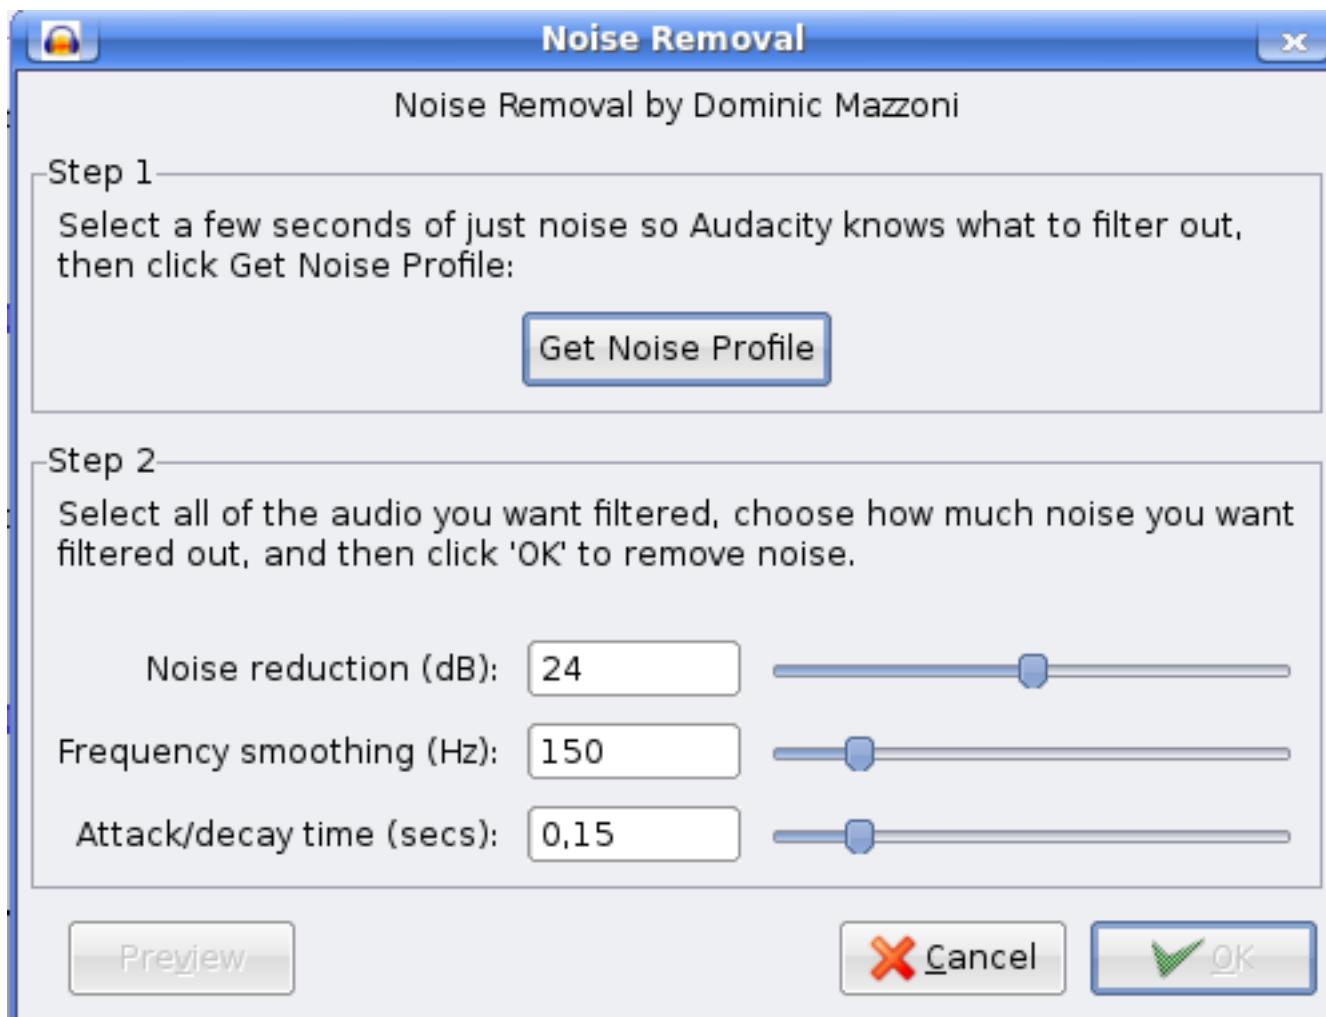 Noise Removal
Noise Removal by Dominic Mazzoni
Step 1
Select a few seconds of just noise so Audacity knows what to filter out,
then click Get Noise Profile:
Get Noise Profile
Step 2
Select all of the audio you want filtered, choose how much noise you want
filtered out, and then click 'OK' to remove noise.
Noise reduction (dB): 24
Frequency smoothing (Hz): 150
Attack/decay time (secs): 0,15
Preview Cancel OK